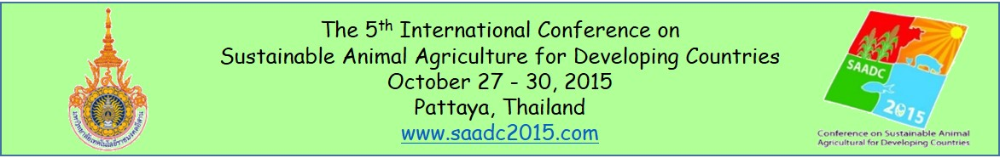 The 5th International Conference on
Sustainable Animal Agriculture for Developing Countries
October 27 - 30, 2015
Pattaya, Thailand
www.saadc2015.com
มหาวิทยาลัยเทคโนโลยีราชมงคลอีสาน
SAADC
2015
Conference on Sustainable Animal
Agricultural for Developing Countries